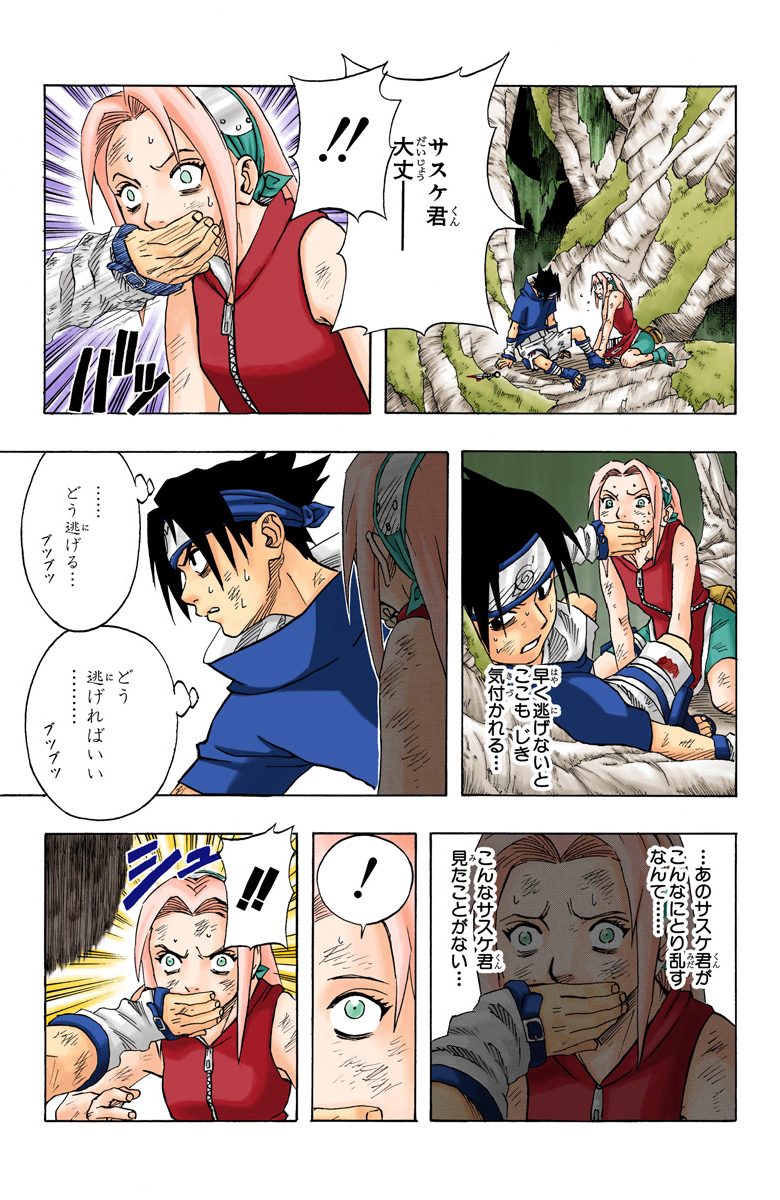 サスケ君
大丈――
!!
バッ
早く逃げないと
ここも じき
気付かれる…
……
どう逃げる…
ブツブツ
どう
逃げればいい
………
ブツブツ
…あのサスケ君が
こんなにとり乱す
なんて……
こんなサスケ君
見たことがない…
！
!!
シュ